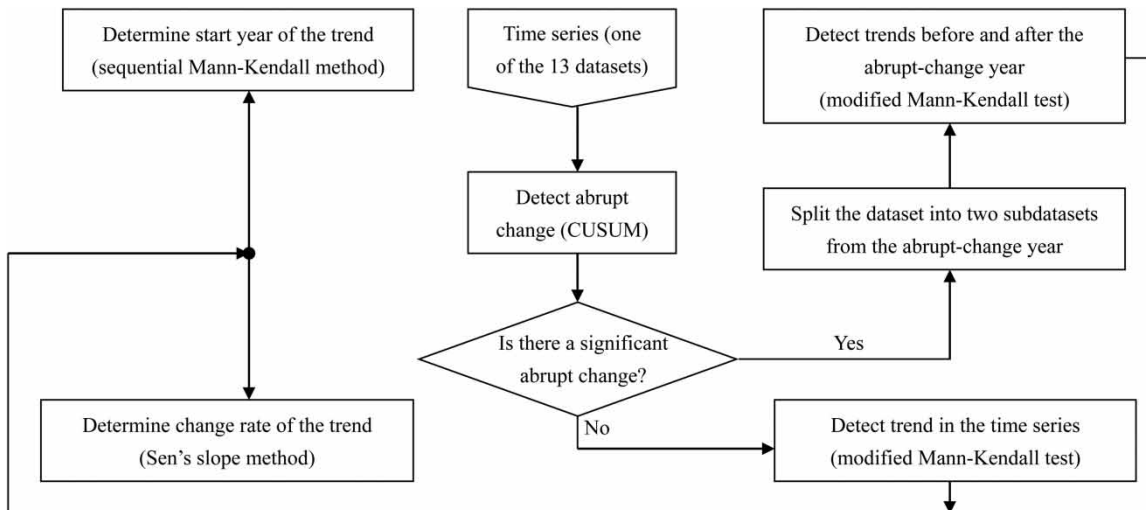 Determine start year of the trend
(sequential Mann-Kendall method)
Time series (one
of the 13 datasets)
Detect trends before and after the
abrupt-change year
(modified Mann-Kendall test)
Detect abrupt
change (CUSUM)
Split the dataset into two subdatasets
from the abrupt-change year
Is there a significant
abrupt change?
Yes
No
Determine change rate of the trend
(Sen’s slope method)
Detect trend in the time series
(modified Mann-Kendall test)